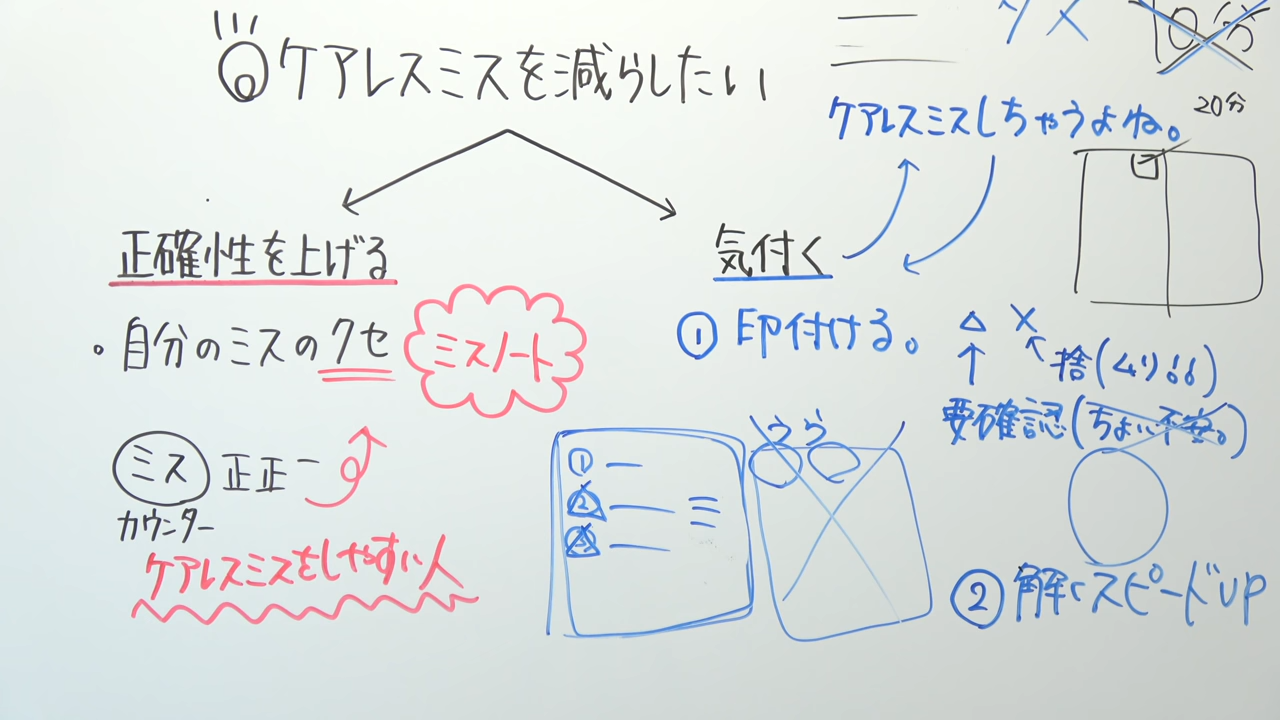 ケアレスミスを減らしたい
20分
ケアレスミスしちゃうよね。
正確性を上げる
気付く
・自分のミスのクセ
ミスノート
① 印付ける。
△ ×
捨(ムリ!!)
要確認(ちょい不安。)
うら
①
②
③
ミス 正正一
カウンター
ケアレスミスをしやすい人
② 解くスピードUP